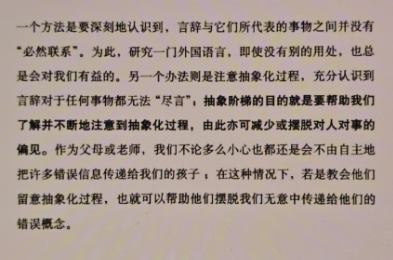 一个方法是要深刻地认识到，言辞与它们所代表的事物之间并没有
“必然联系”。为此，研究一门外国语言，即使没有别的用处，也总
是会对我们有益的。另一个办法则是注意抽象化过程，充分认识到
言辞对于任何事物都无法“尽言”；抽象阶梯的目的就是要帮助我们
了解并不断地注意到抽象化过程，由此亦可减少或摆脱对人对事的
偏见。作为父母或老师，我们不论多么小心也都还是会不由自主地
把许多错误信息传递给我们的孩子；在这种情况下，若是教会他们
留意抽象化过程，也就可以帮助他们摆脱我们无意中传递给他们的
错误概念。